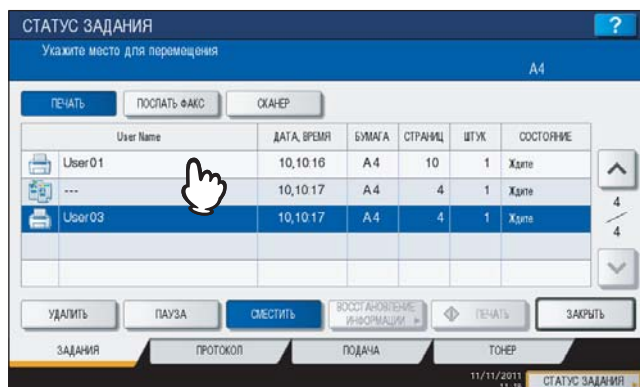 СТАТУС ЗАДАНИЯ ?
Укажите место для перемещения
A4
ПЕЧАТЬ ПОСЛАТЬ ФАКС СКАНЕР
User Name ДАТА, ВРЕМЯ БУМАГА СТРАНИЦ ШТУК СОСТОЯНИЕ
User01 10,10:16 A4 10 1 Ждите
--- 10,10:17 A4 4 1 Ждите
User03 10,10:17 A4 4 1 Ждите
4
4
УДАЛИТЬ ПАУЗА СМЕСТИТЬ ВОССТАНОВЛЕНИЕ ИНФОРМАЦИИ ПЕЧАТЬ ЗАКРЫТЬ
ЗАДАНИЯ ПРОТОКОЛ ПОДАЧА ТОНЕР
11/11/2011
СТАТУС ЗАДАНИЯ